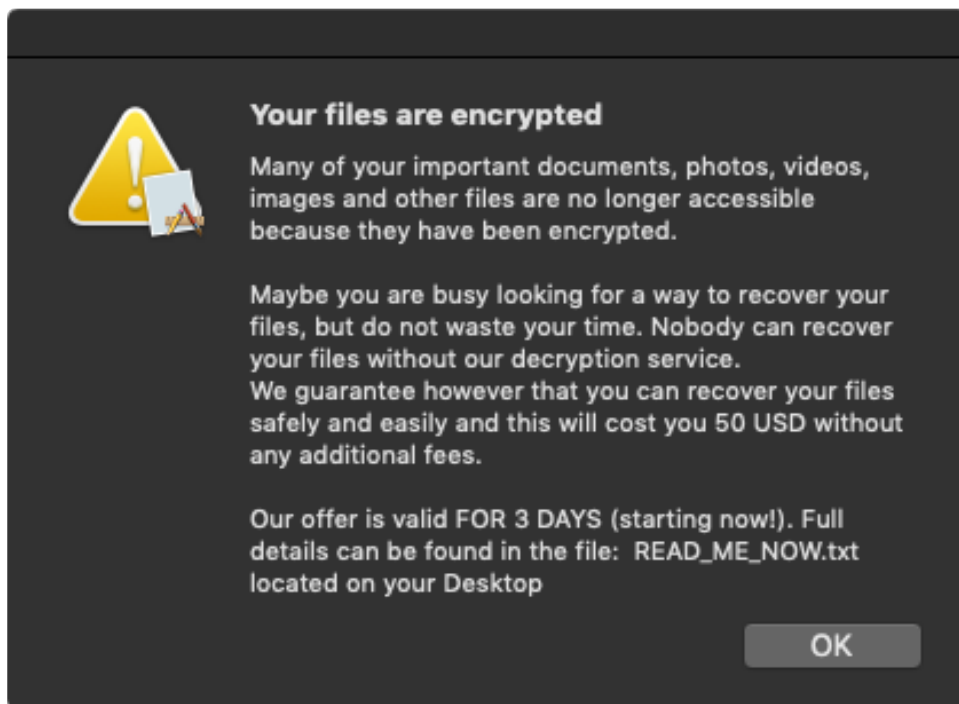 Your files are encrypted
Many of your important documents, photos, videos,
images and other files are no longer accessible
because they have been encrypted.
Maybe you are busy looking for a way to recover your
files, but do not waste your time. Nobody can recover
your files without our decryption service.
We guarantee however that you can recover your files
safely and easily and this will cost you 50 USD without
any additional fees.
Our offer is valid FOR 3 DAYS (starting now!). Full
details can be found in the file:  READ_ME_NOW.txt
located on your Desktop
OK